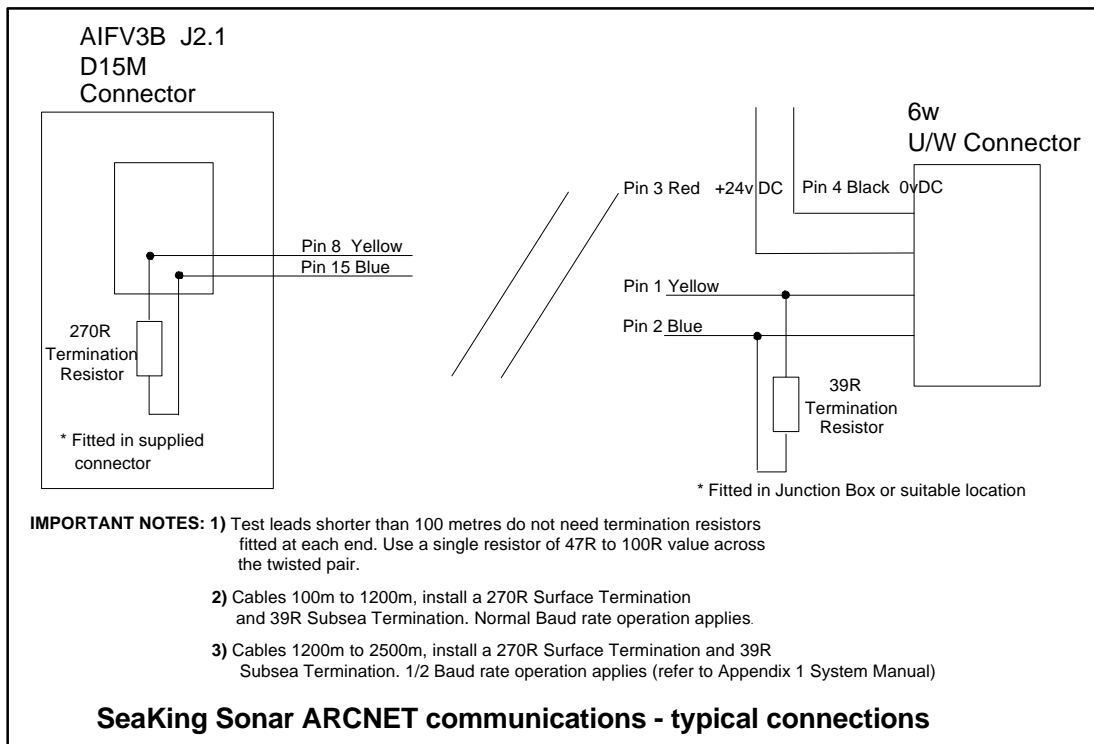 AIFV3B J2.1
D15M
Connector
6w
U/W Connector
Pin 3 Red +24v DC Pin 4 Black 0vDC
Pin 8 Yellow
Pin 15 Blue
Pin 1 Yellow
Pin 2 Blue
270R
Termination
Resistor
39R
Termination
Resistor
* Fitted in supplied
connector
* Fitted in Junction Box or suitable location
IMPORTANT NOTES: 1) Test leads shorter than 100 metres do not need termination resistors
fitted at each end. Use a single resistor of 47R to 100R value across
the twisted pair.
2) Cables 100m to 1200m, install a 270R Surface Termination
and 39R Subsea Termination. Normal Baud rate operation applies.
3) Cables 1200m to 2500m, install a 270R Surface Termination and 39R
Subsea Termination. 1/2 Baud rate operation applies (refer to Appendix 1 System Manual)
SeaKing Sonar ARCNET communications - typical connections